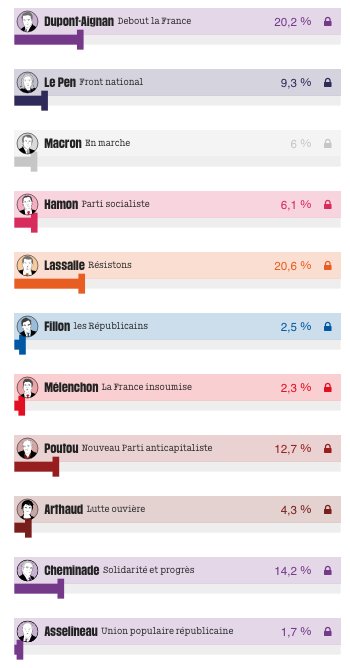 Dupont-Aignan Debout la France 20,2 %
Le Pen Front national 9,3 %
Macron En marche 6 %
Hamon Parti socialiste 6,1 %
Lassalle Résistons 20,6 %
Fillon les Républicains 2,5 %
Mélenchon La France insoumise 2,3 %
Poutou Nouveau Parti anticapitaliste 12,7 %
Arthaud Lutte ouvière 4,3 %
Cheminade Solidarité et progrès 14,2 %
Asselineau Union populaire républicaine 1,7 %